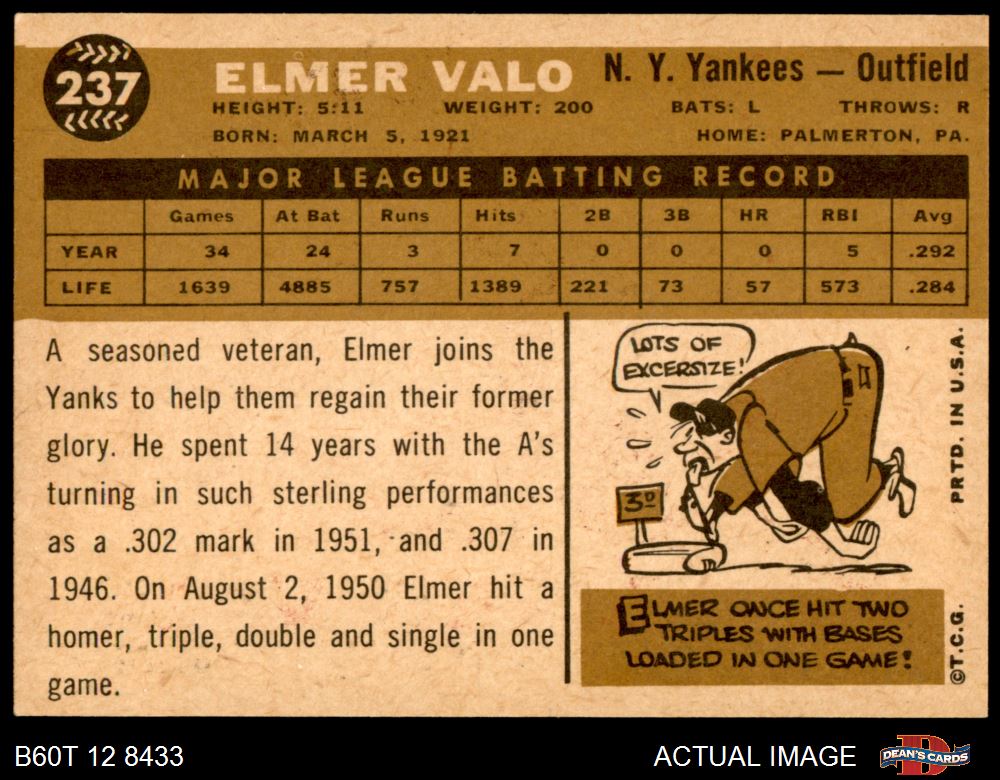 237
ELMER VALO
N. Y. Yankees — Outfield
HEIGHT: 5:11 WEIGHT: 200 BATS: L THROWS: R
BORN: MARCH 5, 1921 HOME: PALMERTON, PA.
MAJOR LEAGUE BATTING RECORD
Games At Bat Runs Hits 2B 3B HR RBI Avg
YEAR 34 24 3 7 0 0 0 5 .292
LIFE 1639 4885 757 1389 221 73 57 573 .284
A seasoned veteran, Elmer joins the
Yanks to help them regain their former
glory. He spent 14 years with the A's
turning in such sterling performances
as a .302 mark in 1951, and .307 in
1946. On August 2, 1950 Elmer hit a
homer, triple, double and single in one
game.
LOTS OF
EXCERSIZE!
3D
ELMER ONCE HIT TWO
TRIPLES WITH BASES
LOADED IN ONE GAME!
©T.C.G. PRTD. IN U.S.A.
B60T 12 8433
ACTUAL IMAGE
DEAN'S CARDS